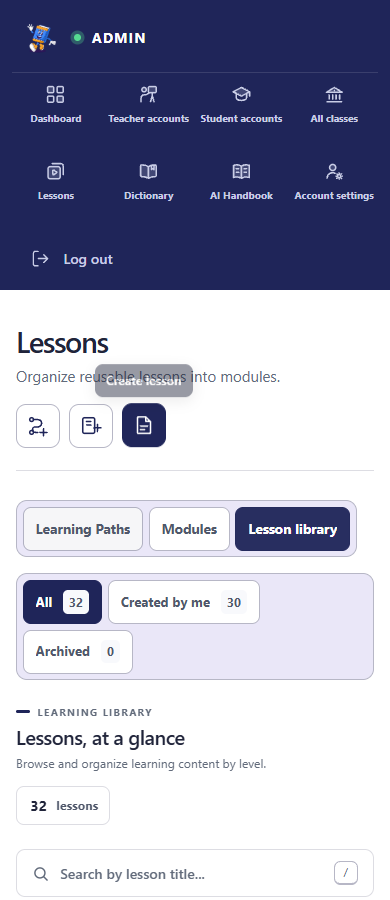 ADMIN
Dashboard
Teacher accounts
Student accounts
All classes
Lessons
Dictionary
AI Handbook
Account settings
Log out
Lessons
Organize reusable lessons into modules.
Create lesson
Learning Paths
Modules
Lesson library
All 32
Created by me 30
Archived 0
LEARNING LIBRARY
Lessons, at a glance
Browse and organize learning content by level.
32 lessons
Search by lesson title... /